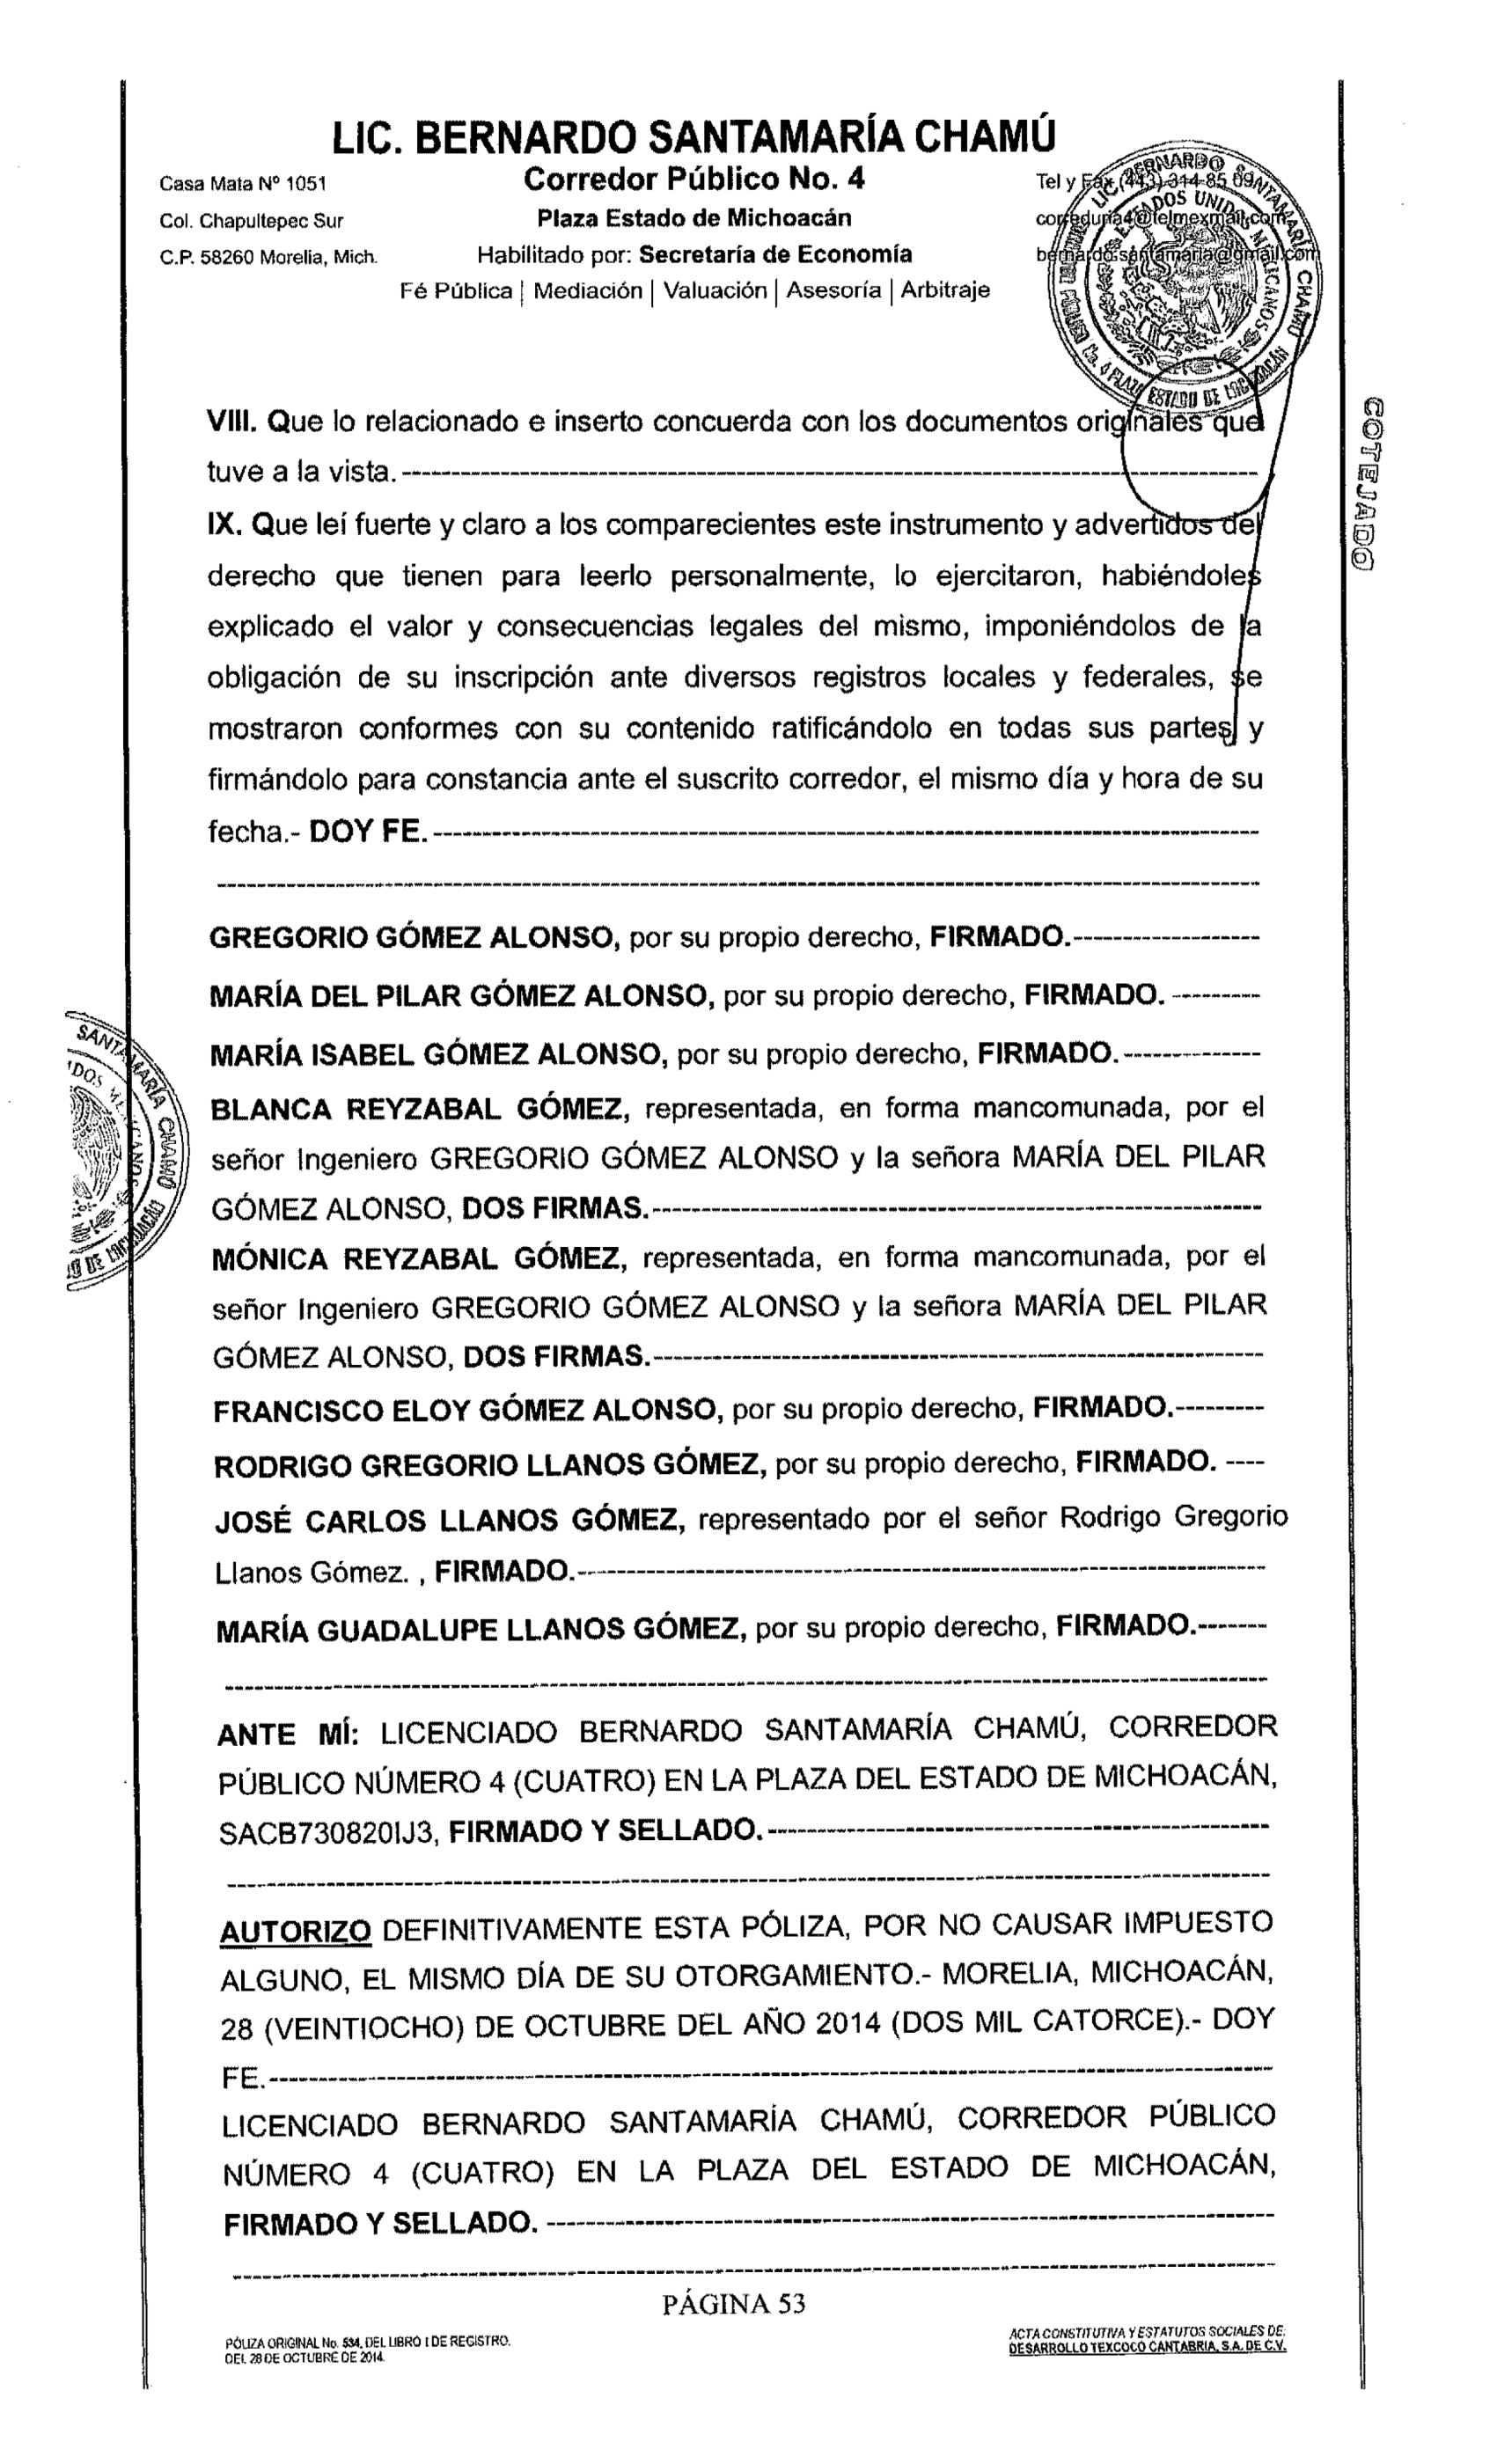 LIC. BERNARDO SANTAMARÍA CHAMÚ
Casa Mata Nº 1051
Col. Chapultepec Sur
C.P. 58260 Morelia, Mich.
Corredor Público No. 4
Plaza Estado de Michoacán
Habilitado por: Secretaría de Economía
Fé Pública | Mediación | Valuación | Asesoría | Arbitraje
Tel y Fax (443) 314 85 69
correduria4@telmexmail.com
bernardo.santamaria@gmail.com
LIC. BERNARDO SANTAMARÍA CHAMÚ
ESTADOS UNIDOS MEXICANOS
COTEJADO
VIII. Que lo relacionado e inserto concuerda con los documentos originales que
tuve a la vista.
IX. Que leí fuerte y claro a los comparecientes este instrumento y advertidos del
derecho que tienen para leerlo personalmente, lo ejercitaron, habiéndoles
explicado el valor y consecuencias legales del mismo, imponiéndolos de la
obligación de su inscripción ante diversos registros locales y federales, se
mostraron conformes con su contenido ratificándolo en todas sus partes y
firmándolo para constancia ante el suscrito corredor, el mismo día y hora de su
fecha.- DOY FE.
GREGORIO GÓMEZ ALONSO, por su propio derecho, FIRMADO.
MARÍA DEL PILAR GÓMEZ ALONSO, por su propio derecho, FIRMADO.
MARÍA ISABEL GÓMEZ ALONSO, por su propio derecho, FIRMADO.
BLANCA REYZABAL GÓMEZ, representada, en forma mancomunada, por el
señor Ingeniero GREGORIO GÓMEZ ALONSO y la señora MARÍA DEL PILAR
GÓMEZ ALONSO, DOS FIRMAS.
MÓNICA REYZABAL GÓMEZ, representada, en forma mancomunada, por el
señor Ingeniero GREGORIO GÓMEZ ALONSO y la señora MARÍA DEL PILAR
GÓMEZ ALONSO, DOS FIRMAS.
FRANCISCO ELOY GÓMEZ ALONSO, por su propio derecho, FIRMADO.
RODRIGO GREGORIO LLANOS GÓMEZ, por su propio derecho, FIRMADO.
JOSÉ CARLOS LLANOS GÓMEZ, representado por el señor Rodrigo Gregorio
Llanos Gómez. , FIRMADO.
MARÍA GUADALUPE LLANOS GÓMEZ, por su propio derecho, FIRMADO.
ANTE MÍ: LICENCIADO BERNARDO SANTAMARÍA CHAMÚ, CORREDOR
PÚBLICO NÚMERO 4 (CUATRO) EN LA PLAZA DEL ESTADO DE MICHOACÁN,
SACB730820IJ3, FIRMADO Y SELLADO.
AUTORIZO DEFINITIVAMENTE ESTA PÓLIZA, POR NO CAUSAR IMPUESTO
ALGUNO, EL MISMO DÍA DE SU OTORGAMIENTO.- MORELIA, MICHOACÁN,
28 (VEINTIOCHO) DE OCTUBRE DEL AÑO 2014 (DOS MIL CATORCE).- DOY
FE.
LICENCIADO BERNARDO SANTAMARÍA CHAMÚ, CORREDOR PÚBLICO
NÚMERO 4 (CUATRO) EN LA PLAZA DEL ESTADO DE MICHOACÁN,
FIRMADO Y SELLADO.
PÁGINA 53
PÓLIZA ORIGINAL No. 534, DEL LIBRO I DE REGISTRO.
DEL 28 DE OCTUBRE DE 2014.
ACTA CONSTITUTIVA Y ESTATUTOS SOCIALES DE:
DESARROLLO TEXCOCO CANTABRIA, S.A. DE C.V.